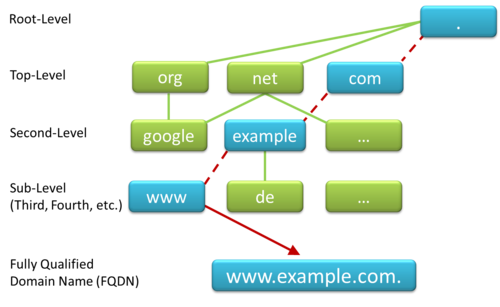 Root-Level
.
Top-Level
org
net
com
Second-Level
google
example
...
Sub-Level
(Third, Fourth, etc.)
www
de
...
Fully Qualified
Domain Name (FQDN)
www.example.com.